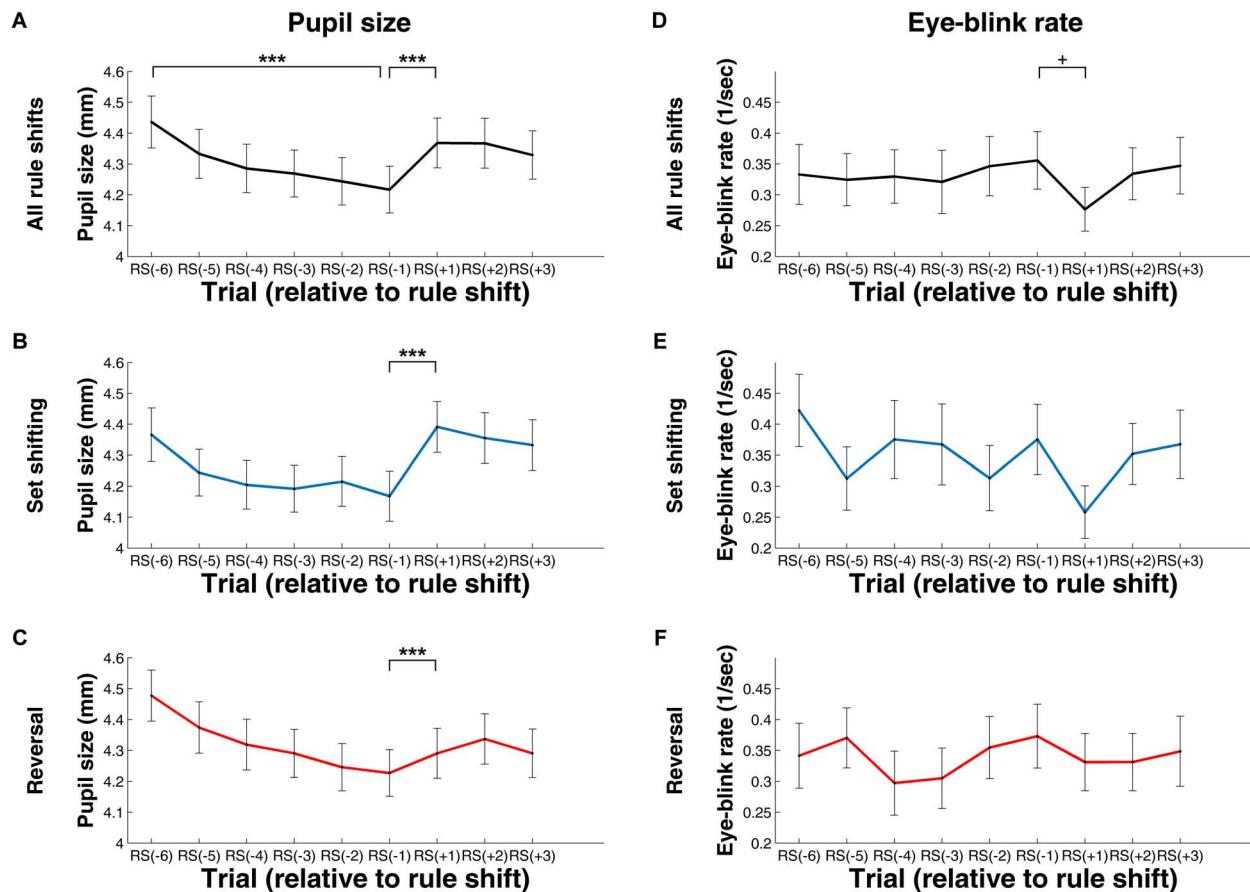 A
Pupil size
***
***
All rule shifts
Pupil size (mm)
4.6
4.5
4.4
4.3
4.2
4.1
4
RS(-6) RS(-5) RS(-4) RS(-3) RS(-2) RS(-1) RS(+1) RS(+2) RS(+3)
Trial (relative to rule shift)
D
Eye-blink rate
+
All rule shifts
Eye-blink rate (1/sec)
0.45
0.4
0.35
0.3
0.25
0.2
RS(-6) RS(-5) RS(-4) RS(-3) RS(-2) RS(-1) RS(+1) RS(+2) RS(+3)
Trial (relative to rule shift)
B
***
Set shifting
Pupil size (mm)
4.6
4.5
4.4
4.3
4.2
4.1
4
RS(-6) RS(-5) RS(-4) RS(-3) RS(-2) RS(-1) RS(+1) RS(+2) RS(+3)
Trial (relative to rule shift)
E
Set shifting
Eye-blink rate (1/sec)
0.45
0.4
0.35
0.3
0.25
0.2
RS(-6) RS(-5) RS(-4) RS(-3) RS(-2) RS(-1) RS(+1) RS(+2) RS(+3)
Trial (relative to rule shift)
C
***
Reversal
Pupil size (mm)
4.6
4.5
4.4
4.3
4.2
4.1
4
RS(-6) RS(-5) RS(-4) RS(-3) RS(-2) RS(-1) RS(+1) RS(+2) RS(+3)
Trial (relative to rule shift)
F
Reversal
Eye-blink rate (1/sec)
0.45
0.4
0.35
0.3
0.25
0.2
RS(-6) RS(-5) RS(-4) RS(-3) RS(-2) RS(-1) RS(+1) RS(+2) RS(+3)
Trial (relative to rule shift)